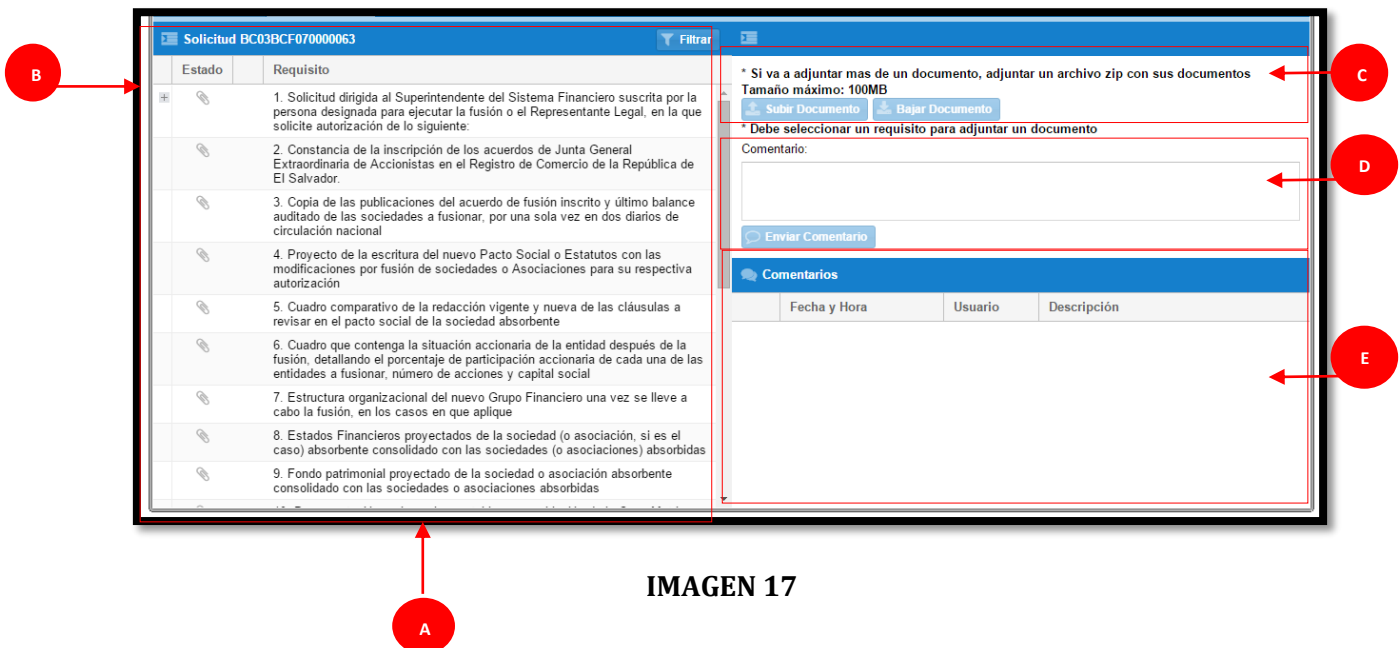 Solicitud BC03BCF070000063
Filtrar
Estado
Requisito
1. Solicitud dirigida al Superintendente del Sistema Financiero suscrita por la
persona designada para ejecutar la fusión o el Representante Legal, en la que
solicite autorización de lo siguiente:
2. Constancia de la inscripción de los acuerdos de Junta General
Extraordinaria de Accionistas en el Registro de Comercio de la República de
El Salvador.
3. Copia de las publicaciones del acuerdo de fusión inscrito y último balance
auditado de las sociedades a fusionar, por una sola vez en dos diarios de
circulación nacional
4. Proyecto de la escritura del nuevo Pacto Social o Estatutos con las
modificaciones por fusión de sociedades o Asociaciones para su respectiva
autorización
5. Cuadro comparativo de la redacción vigente y nueva de las cláusulas a
revisar en el pacto social de la sociedad absorbente
6. Cuadro que contenga la situación accionaria de la entidad después de la
fusión, detallando el porcentaje de participación accionaria de cada una de las
entidades a fusionar, número de acciones y capital social
7. Estructura organizacional del nuevo Grupo Financiero una vez se lleve a
cabo la fusión, en los casos en que aplique
8. Estados Financieros proyectados de la sociedad (o asociación, si es el
caso) absorbente consolidado con las sociedades (o asociaciones) absorbidas
9. Fondo patrimonial proyectado de la sociedad o asociación absorbente
consolidado con las sociedades o asociaciones absorbidas
* Si va a adjuntar mas de un documento, adjuntar un archivo zip con sus documentos
Tamaño máximo: 100MB
Subir Documento
Bajar Documento
* Debe seleccionar un requisito para adjuntar un documento
Comentario:
Enviar Comentario
Comentarios
Fecha y Hora
Usuario
Descripción
B
C
D
E
A
IMAGEN 17